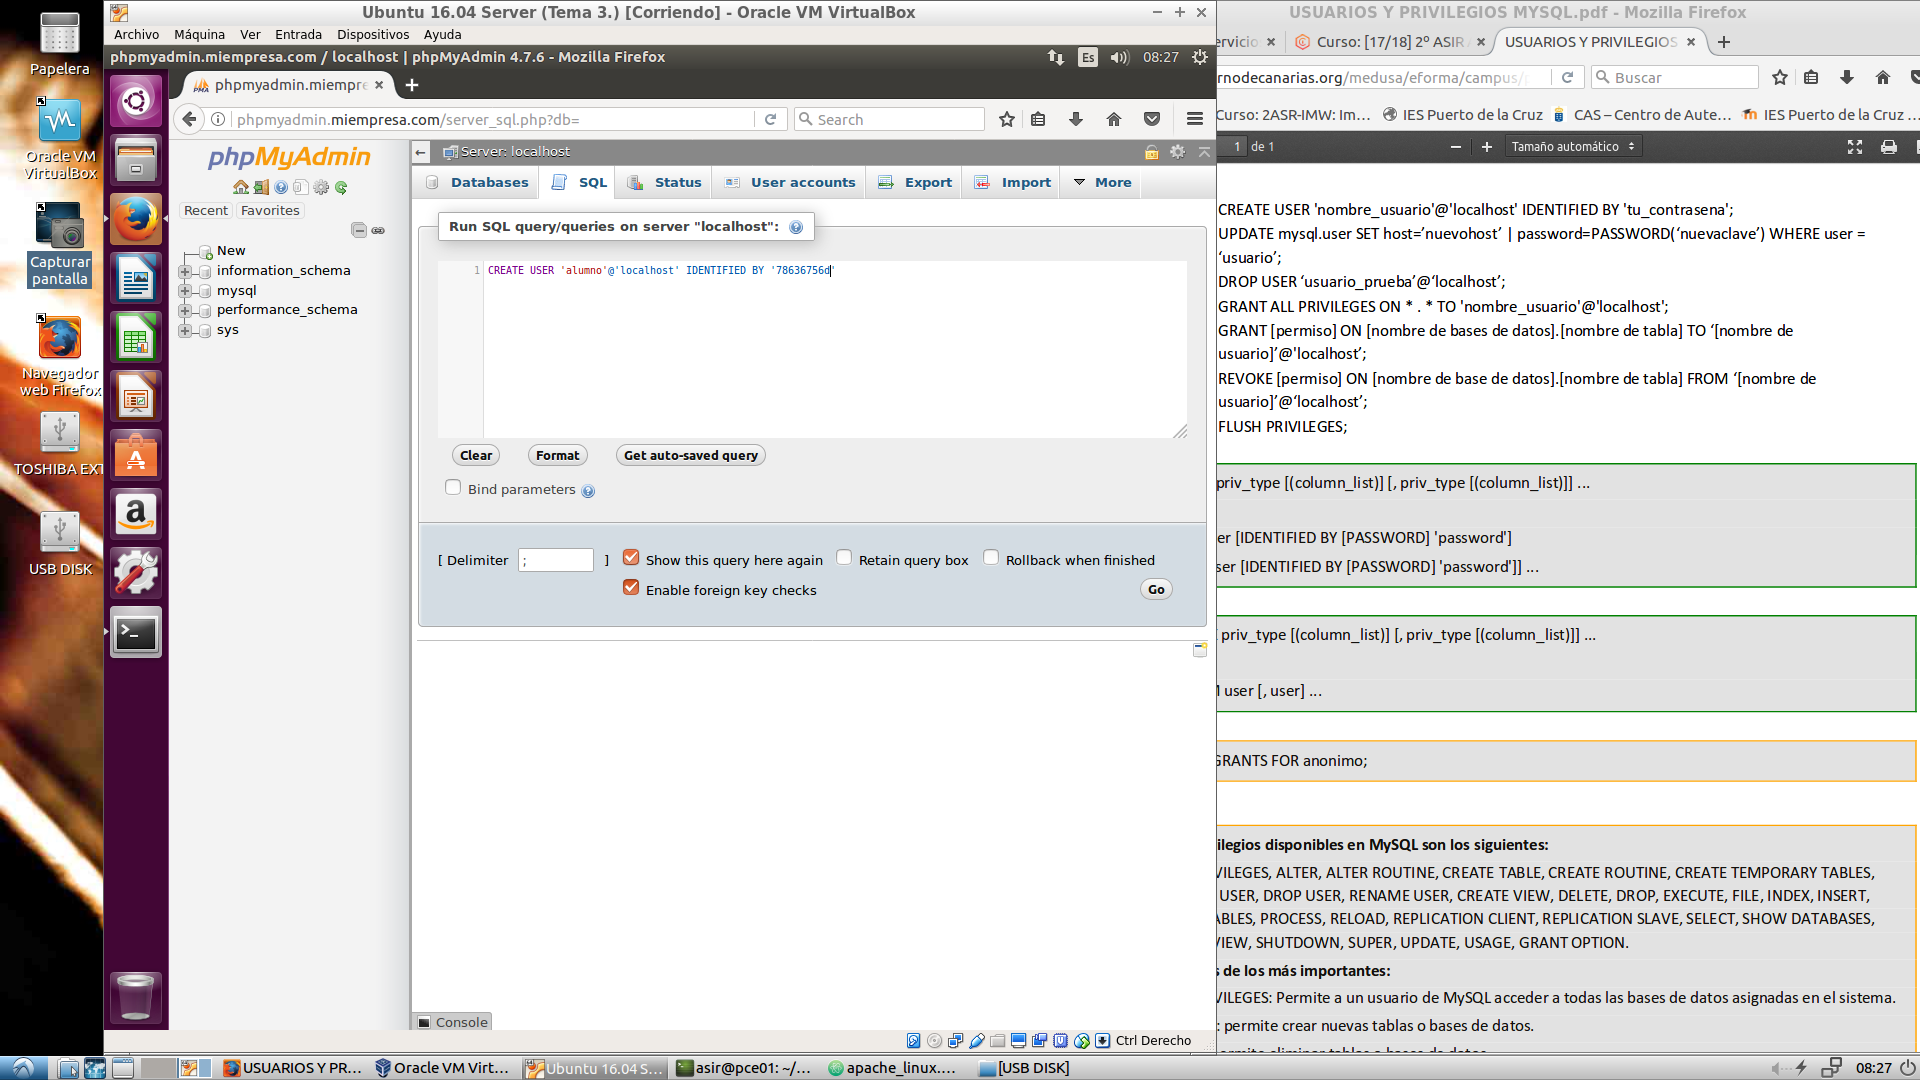 Papelera
Oracle VM
VirtualBox
Capturar
pantalla
Navegador
web Firefox
TOSHIBA EXT
USB DISK
Ubuntu 16.04 Server (Tema 3.) [Corriendo] - Oracle VM VirtualBox
Archivo Máquina Ver Entrada Dispositivos Ayuda
phpmyadmin.miempresa.com / localhost | phpMyAdmin 4.7.6 - Mozilla Firefox
Es
08:27
phpmyadmin.miempre
phpmyadmin.miempresa.com/server_sql.php?db=
Search
phpMyAdmin
Recent Favorites
New
information_schema
mysql
performance_schema
sys
Server: localhost
Databases SQL Status User accounts Export Import More
Run SQL query/queries on server "localhost":
1 CREATE USER 'alumno'@'localhost' IDENTIFIED BY '78636756d'
Clear Format Get auto-saved query
Bind parameters
[ Delimiter ; ] Show this query here again Retain query box Rollback when finished
Enable foreign key checks
Go
Console
Ctrl Derecho
USUARIOS Y PRIVILEGIOS MYSQL.pdf - Mozilla Firefox
ervicio Curso: [17/18] 2º ASIR USUARIOS Y PRIVILEGIOS
rnodecanarias.org/medusa/eforma/campus/
Buscar
Curso: 2ASR-IMW: Im... IES Puerto de la Cruz CAS – Centro de Aute... IES Puerto de la Cruz ...
1 de 1
Tamaño automático
CREATE USER 'nombre_usuario'@'localhost' IDENTIFIED BY 'tu_contrasena';
UPDATE mysql.user SET host=’nuevohost’ | password=PASSWORD(‘nuevaclave’) WHERE user =
‘usuario’;
DROP USER ‘usuario_prueba’@‘localhost’;
GRANT ALL PRIVILEGES ON * . * TO 'nombre_usuario'@'localhost';
GRANT [permiso] ON [nombre de bases de datos].[nombre de tabla] TO ‘[nombre de
usuario]’@'localhost’;
REVOKE [permiso] ON [nombre de base de datos].[nombre de tabla] FROM ‘[nombre de
usuario]’@‘localhost’;
FLUSH PRIVILEGES;
priv_type [(column_list)] [, priv_type [(column_list)]] ...
er [IDENTIFIED BY [PASSWORD] 'password']
ser [IDENTIFIED BY [PASSWORD] 'password']] ...
priv_type [(column_list)] [, priv_type [(column_list)]] ...
M user [, user] ...
GRANTS FOR anonimo;
ilegios disponibles en MySQL son los siguientes:
VILEGES, ALTER, ALTER ROUTINE, CREATE TABLE, CREATE ROUTINE, CREATE TEMPORARY TABLES,
USER, DROP USER, RENAME USER, CREATE VIEW, DELETE, DROP, EXECUTE, FILE, INDEX, INSERT,
ABLES, PROCESS, RELOAD, REPLICATION CLIENT, REPLICATION SLAVE, SELECT, SHOW DATABASES,
VIEW, SHUTDOWN, SUPER, UPDATE, USAGE, GRANT OPTION.
s de los más importantes:
VILEGES: Permite a un usuario de MySQL acceder a todas las bases de datos asignadas en el sistema.
: permite crear nuevas tablas o bases de datos.
USUARIOS Y PR... Oracle VM Virt... Ubuntu 16.04 S... asir@pce01: ~/... apache_linux.... [USB DISK]
08:27